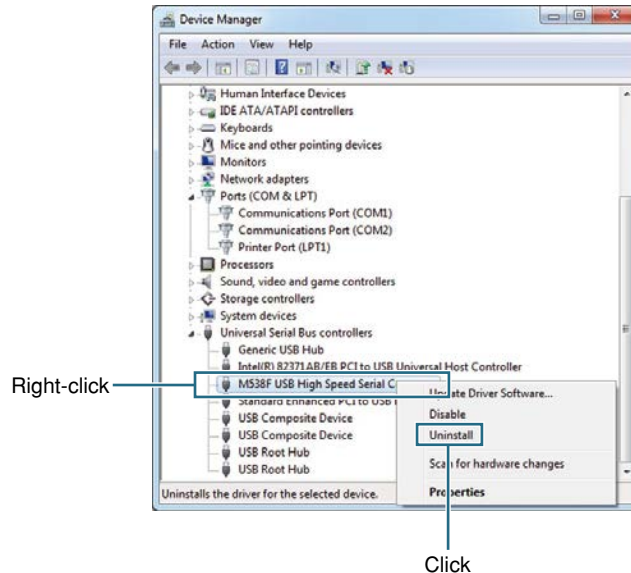 Device Manager
File Action View Help
Human Interface Devices
IDE ATA/ATAPI controllers
Keyboards
Mice and other pointing devices
Monitors
Network adapters
Ports (COM & LPT)
Communications Port (COM1)
Communications Port (COM2)
Printer Port (LPT1)
Processors
Sound, video and game controllers
Storage controllers
System devices
Universal Serial Bus controllers
Generic USB Hub
Intel(R) 82371AB/EB PCI to USB Universal Host Controller
Right-click
M538F USB High Speed Serial C
Standard Enhanced PCI to USB
USB Composite Device
USB Composite Device
USB Root Hub
USB Root Hub
Update Driver Software...
Disable
Uninstall
Scan for hardware changes
Properties
Uninstalls the driver for the selected device.
Click